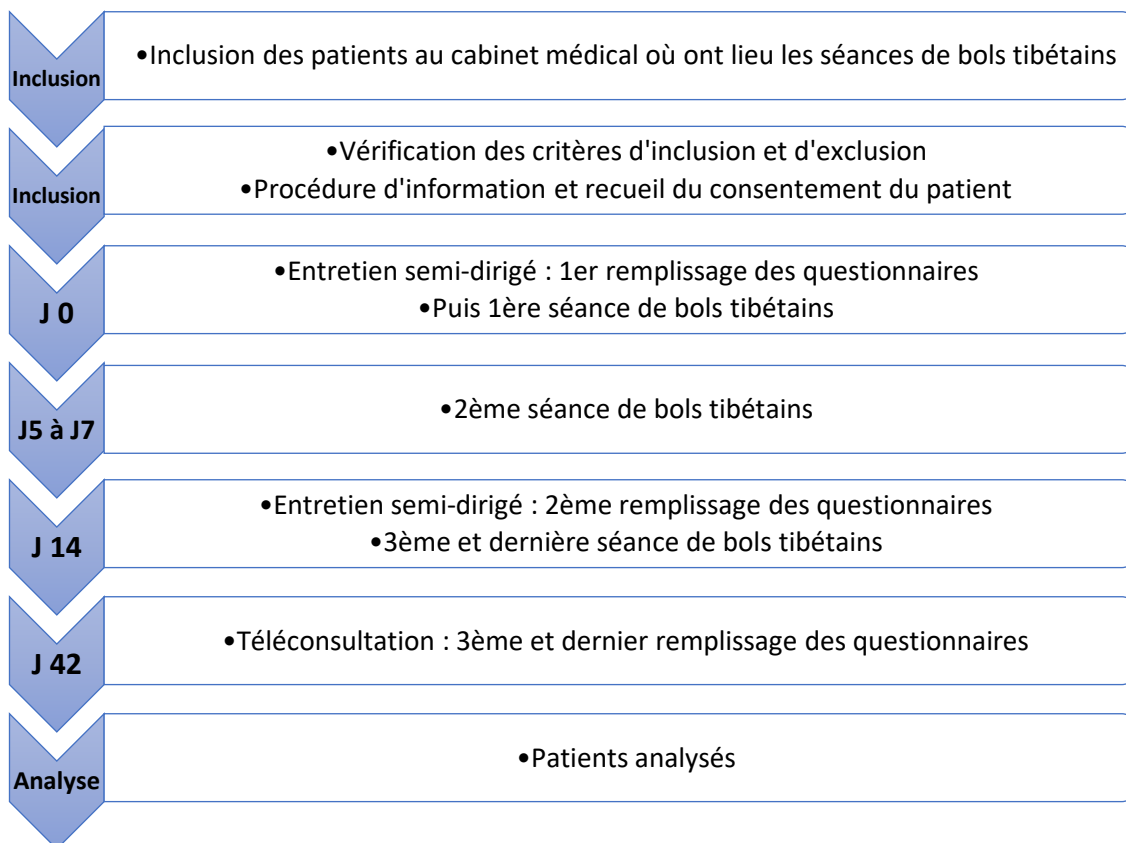 Inclusion
•Inclusion des patients au cabinet médical où ont lieu les séances de bols tibétains
Inclusion
•Vérification des critères d'inclusion et d'exclusion
•Procédure d'information et recueil du consentement du patient
J 0
•Entretien semi-dirigé : 1er remplissage des questionnaires
•Puis 1ère séance de bols tibétains
J5 à J7
•2ème séance de bols tibétains
J 14
•Entretien semi-dirigé : 2ème remplissage des questionnaires
•3ème et dernière séance de bols tibétains
J 42
•Téléconsultation : 3ème et dernier remplissage des questionnaires
Analyse
•Patients analysés